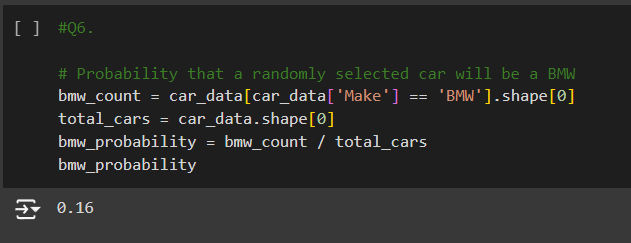 [ ] #Q6.
# Probability that a randomly selected car will be a BMW
bmw_count = car_data[car_data['Make'] == 'BMW'].shape[0]
total_cars = car_data.shape[0]
bmw_probability = bmw_count / total_cars
bmw_probability
0.16